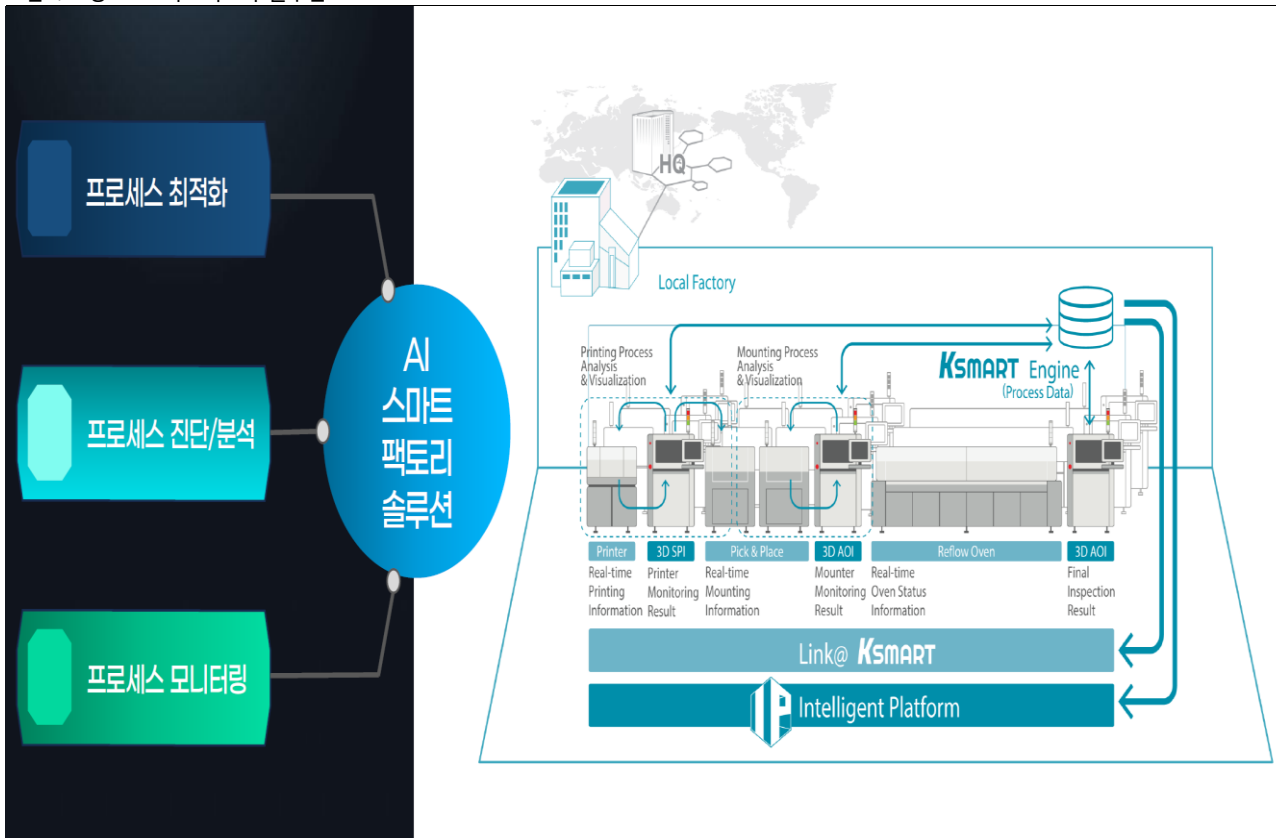 프로세스 최적화
프로세스 진단/분석
프로세스 모니터링
AI
스마트
팩토리
솔루션
HQ
Local Factory
Printing Process
Analysis
& Visualization
Mounting Process
Analysis
& Visualization
KSMART Engine
(Process Data)
Printer
Real-time
Printing
Information
3D SPI
Printer
Monitoring
Result
Pick & Place
Real-time
Mounting
Information
3D AOI
Mounter
Monitoring
Result
Reflow Oven
Real-time
Oven Status
Information
3D AOI
Final
Inspection
Result
Link@ KSMART
IP Intelligent Platform